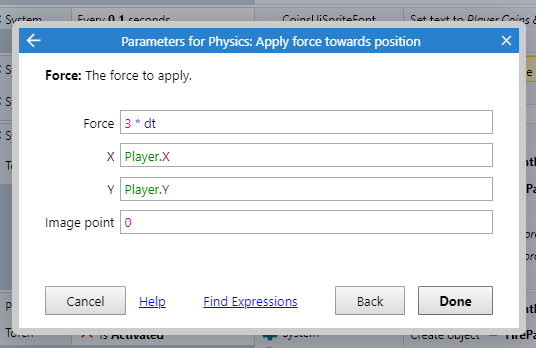 System Every 0.1 seconds CoinsUiSpriteFont Set text to Player Coins &
Parameters for Physics: Apply force towards position
Force: The force to apply.
Force 3 * dt
X Player.X
Y Player.Y
Image point 0
Cancel Help Find Expressions Back Done
Torch is Activated System Create object